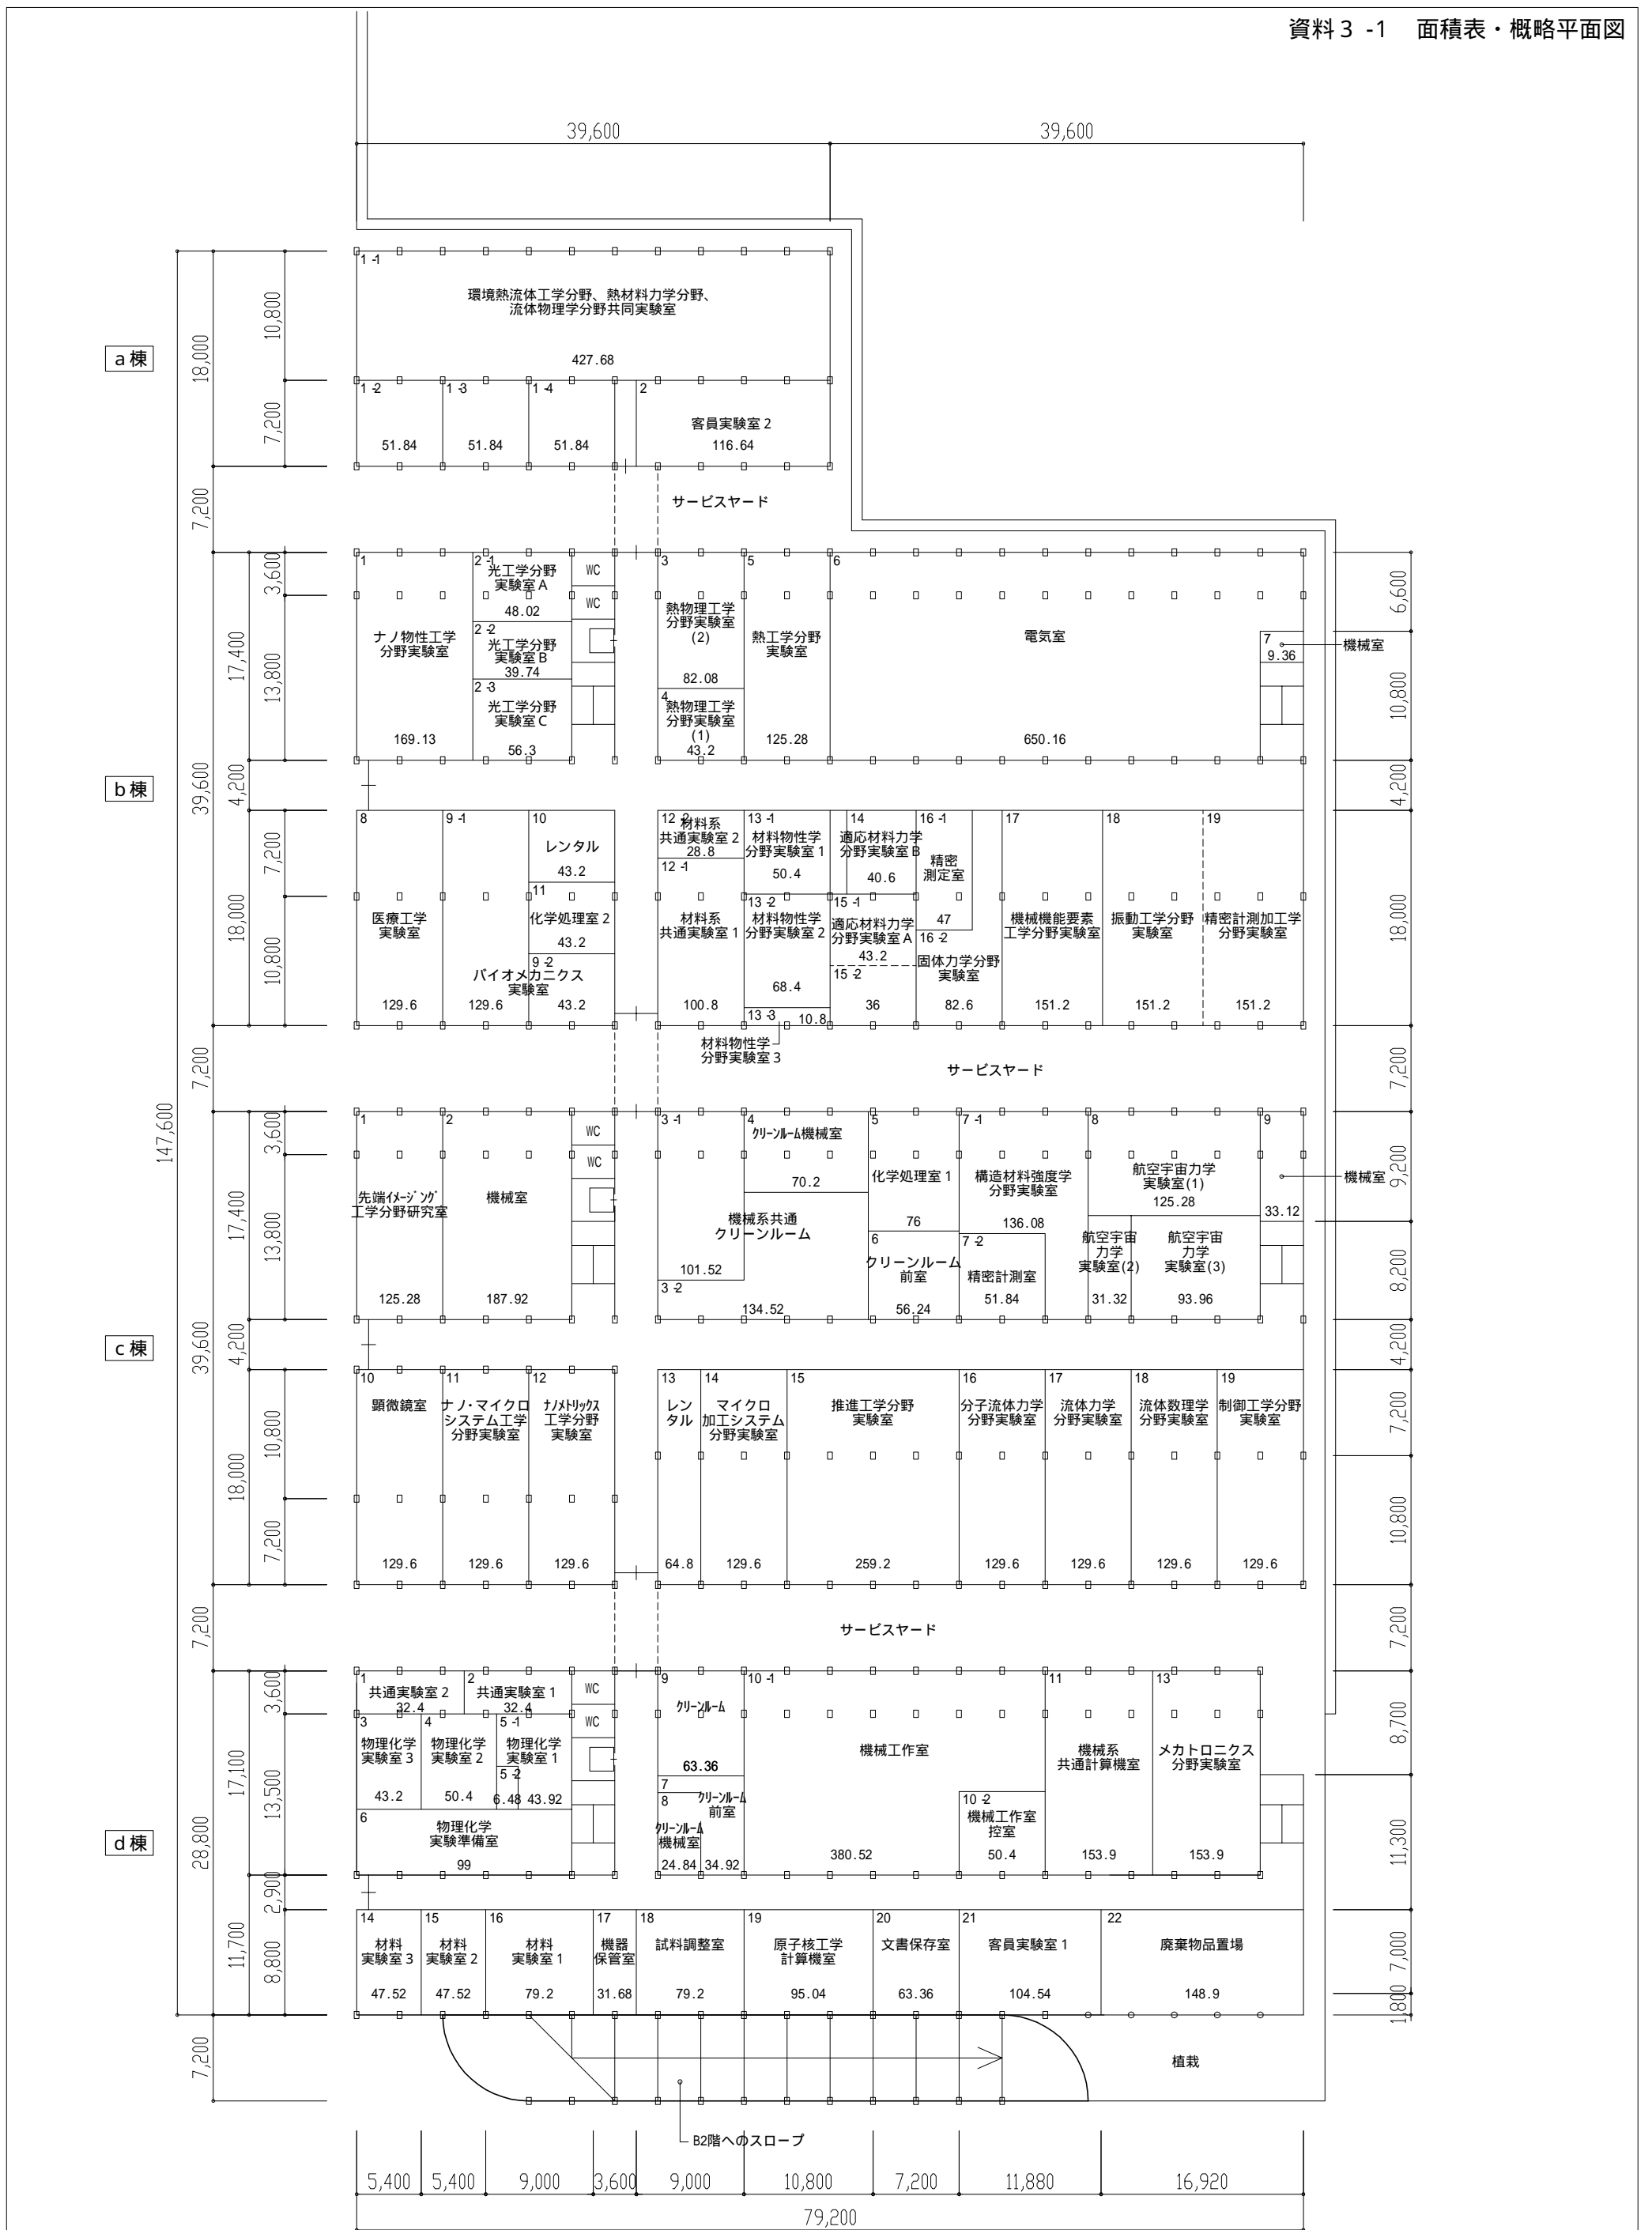 資料3 -1　面積表・概略平面図
39,600
39,600
a棟
18,000
10,800
7,200
1 -1
環境熱流体工学分野、熱材料力学分野、
流体物理学分野共同実験室
427.68
1 -2
51.84
1 -3
51.84
1 -4
51.84
2
客員実験室2
116.64
7,200
サービスヤード
b棟
147,600
39,600
17,400
3,600
13,800
4,200
18,000
7,200
10,800
1
ナノ物性工学
分野実験室
169.13
2 -1
光工学分野
実験室A
48.02
2 -2
光工学分野
実験室B
39.74
2 -3
光工学分野
実験室C
56.3
WC
WC
3
熱物理工学
分野実験室
(2)
82.08
4
熱物理工学
分野実験室
(1)
43.2
5
熱工学分野
実験室
125.28
6
電気室
650.16
7
9.36
機械室
6,600
10,800
4,200
18,000
8
医療工学
実験室
129.6
9 -1
129.6
バイオメカニクス
実験室
10
レンタル
43.2
11
化学処理室2
43.2
9 -2
43.2
12 -2
材料系
共通実験室2
28.8
12 -1
材料系
共通実験室1
100.8
13 -1
材料物性学
分野実験室1
50.4
13 -2
材料物性学
分野実験室2
68.4
13 -3
10.8
材料物性学
分野実験室3
14
適応材料力学
分野実験室B
40.6
15 -1
適応材料力学
分野実験室A
43.2
15 -2
36
16 -1
精密
測定室
47
16 -2
固体力学分野
実験室
82.6
17
機械機能要素
工学分野実験室
151.2
18
振動工学分野
実験室
151.2
19
精密計測加工学
分野実験室
151.2
7,200
サービスヤード
7,200
c棟
39,600
17,400
3,600
13,800
4,200
18,000
10,800
7,200
1
先端イメージング
工学分野研究室
125.28
2
機械室
187.92
WC
WC
3 -1
101.52
機械系共通
クリーンルーム
3 -2
134.52
4
クリーンルーム機械室
70.2
5
化学処理室1
76
6
クリーンルーム
前室
56.24
7 -1
構造材料強度学
分野実験室
136.08
7 -2
精密計測室
51.84
8
航空宇宙力学
実験室(1)
125.28
航空宇宙
力学
実験室(2)
31.32
航空宇宙
力学
実験室(3)
93.96
9
33.12
機械室
9,200
8,200
4,200
7,200
10,800
10
顕微鏡室
129.6
11
ナノ・マイクロ
システム工学
分野実験室
129.6
12
ナノメトリックス
工学分野
実験室
129.6
13
レン
タル
64.8
14
マイクロ
加工システム
分野実験室
129.6
15
推進工学分野
実験室
259.2
16
分子流体力学
分野実験室
129.6
17
流体力学
分野実験室
129.6
18
流体数理学
分野実験室
129.6
19
制御工学分野
実験室
129.6
7,200
サービスヤード
7,200
d棟
28,800
17,100
3,600
13,500
2,900
11,700
8,800
1
共通実験室2
32.4
2
共通実験室1
32.4
3
物理化学
実験室3
43.2
4
物理化学
実験室2
50.4
5 -1
物理化学
実験室1
43.92
5 -2
6.48
6
物理化学
実験準備室
99
WC
WC
9
クリーンルーム
63.36
7
クリーンルーム
前室
34.92
8
クリーンルーム
機械室
24.84
10 -1
機械工作室
380.52
10 -2
機械工作室
控室
50.4
11
機械系
共通計算機室
153.9
13
メカトロニクス
分野実験室
153.9
8,700
11,300
7,000
1,800
14
材料
実験室3
47.52
15
材料
実験室2
47.52
16
材料
実験室1
79.2
17
機器
保管室
31.68
18
試料調整室
79.2
19
原子核工学
計算機室
95.04
20
文書保存室
63.36
21
客員実験室1
104.54
22
廃棄物品置場
148.9
7,200
植栽
B2階へのスロープ
5,400
5,400
9,000
3,600
9,000
10,800
7,200
11,880
16,920
79,200